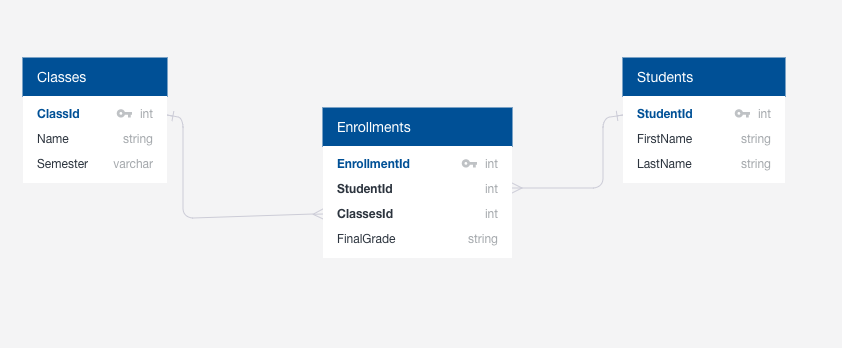 Classes
ClassId int
Name string
Semester varchar
Enrollments
EnrollmentId int
StudentId int
ClassesId int
FinalGrade string
Students
StudentId int
FirstName string
LastName string